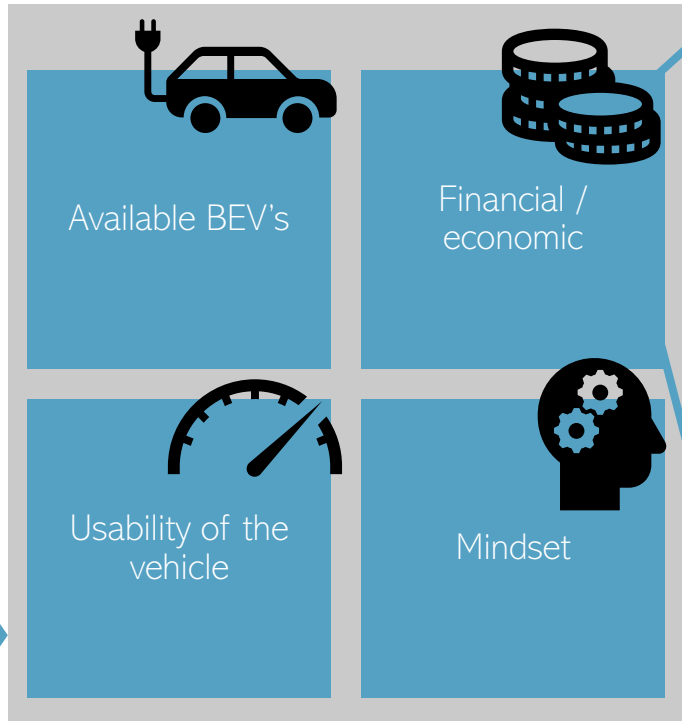 Available BEV's
Financial /
economic
Usability of the
vehicle
Mindset